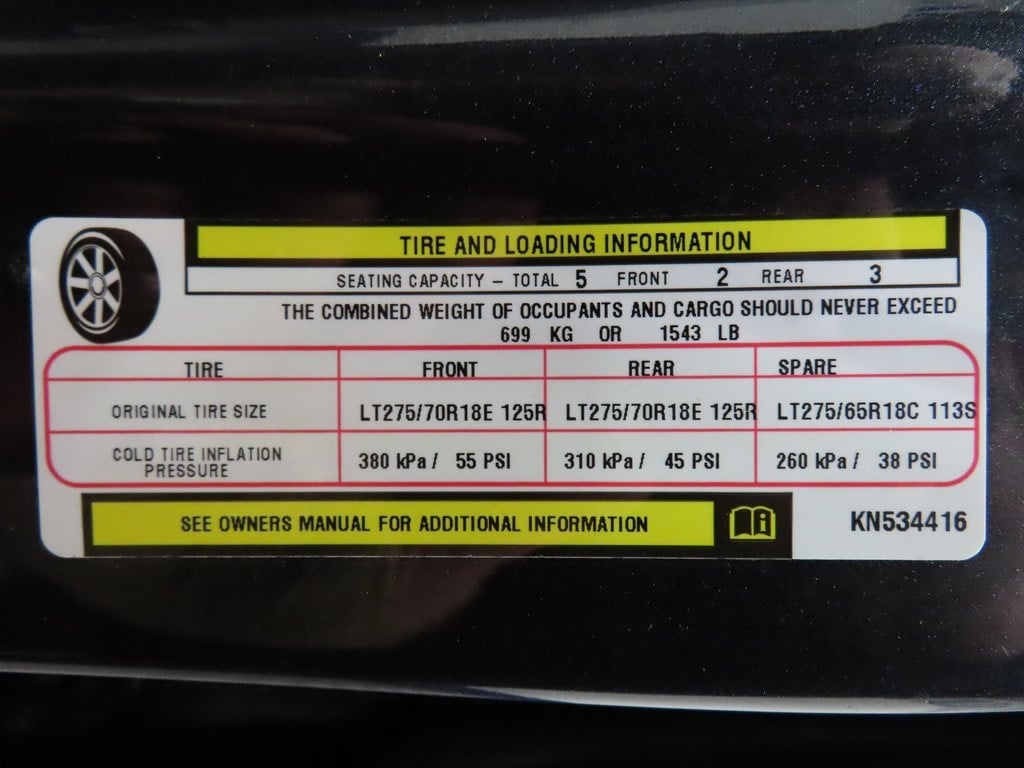 TIRE AND LOADING INFORMATION
SEATING CAPACITY – TOTAL 5 FRONT 2 REAR 3
THE COMBINED WEIGHT OF OCCUPANTS AND CARGO SHOULD NEVER EXCEED
699 KG OR 1543 LB
TIRE FRONT REAR SPARE
ORIGINAL TIRE SIZE LT275/70R18E 125R LT275/70R18E 125R LT275/65R18C 113S
COLD TIRE INFLATION
PRESSURE 380 kPa / 55 PSI 310 kPa / 45 PSI 260 kPa / 38 PSI
SEE OWNERS MANUAL FOR ADDITIONAL INFORMATION
KN534416